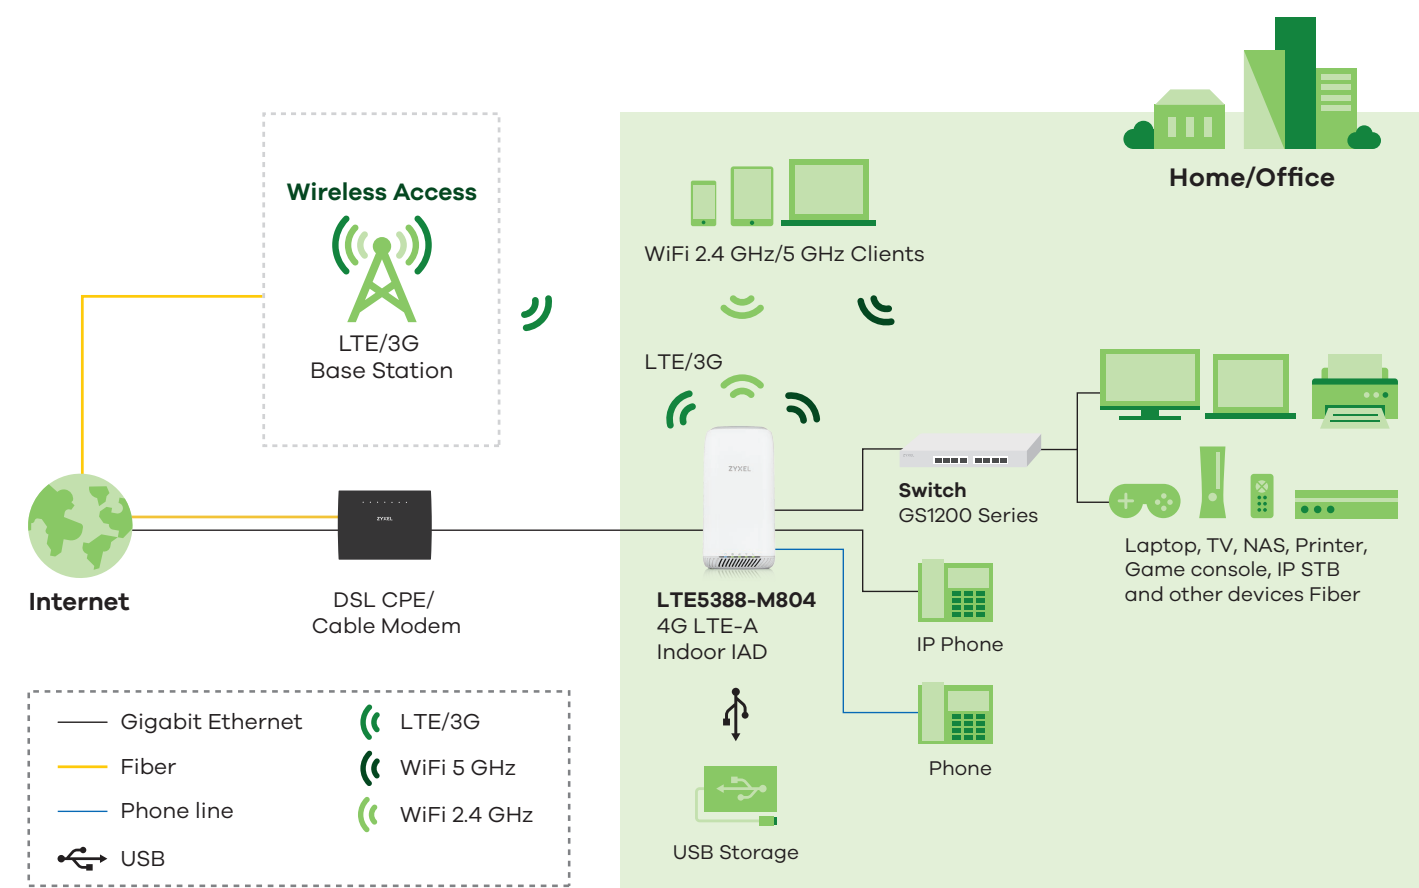 Home/Office
Wireless Access
LTE/3G
Base Station
WiFi 2.4 GHz/5 GHz Clients
LTE/3G
ZYXEL
ZYXEL
ZYXEL
Switch
GS1200 Series
Laptop, TV, NAS, Printer,
Game console, IP STB
and other devices Fiber
Internet
DSL CPE/
Cable Modem
LTE5388-M804
4G LTE-A
Indoor IAD
IP Phone
Phone
USB Storage
Gigabit Ethernet
Fiber
Phone line
USB
LTE/3G
WiFi 5 GHz
WiFi 2.4 GHz